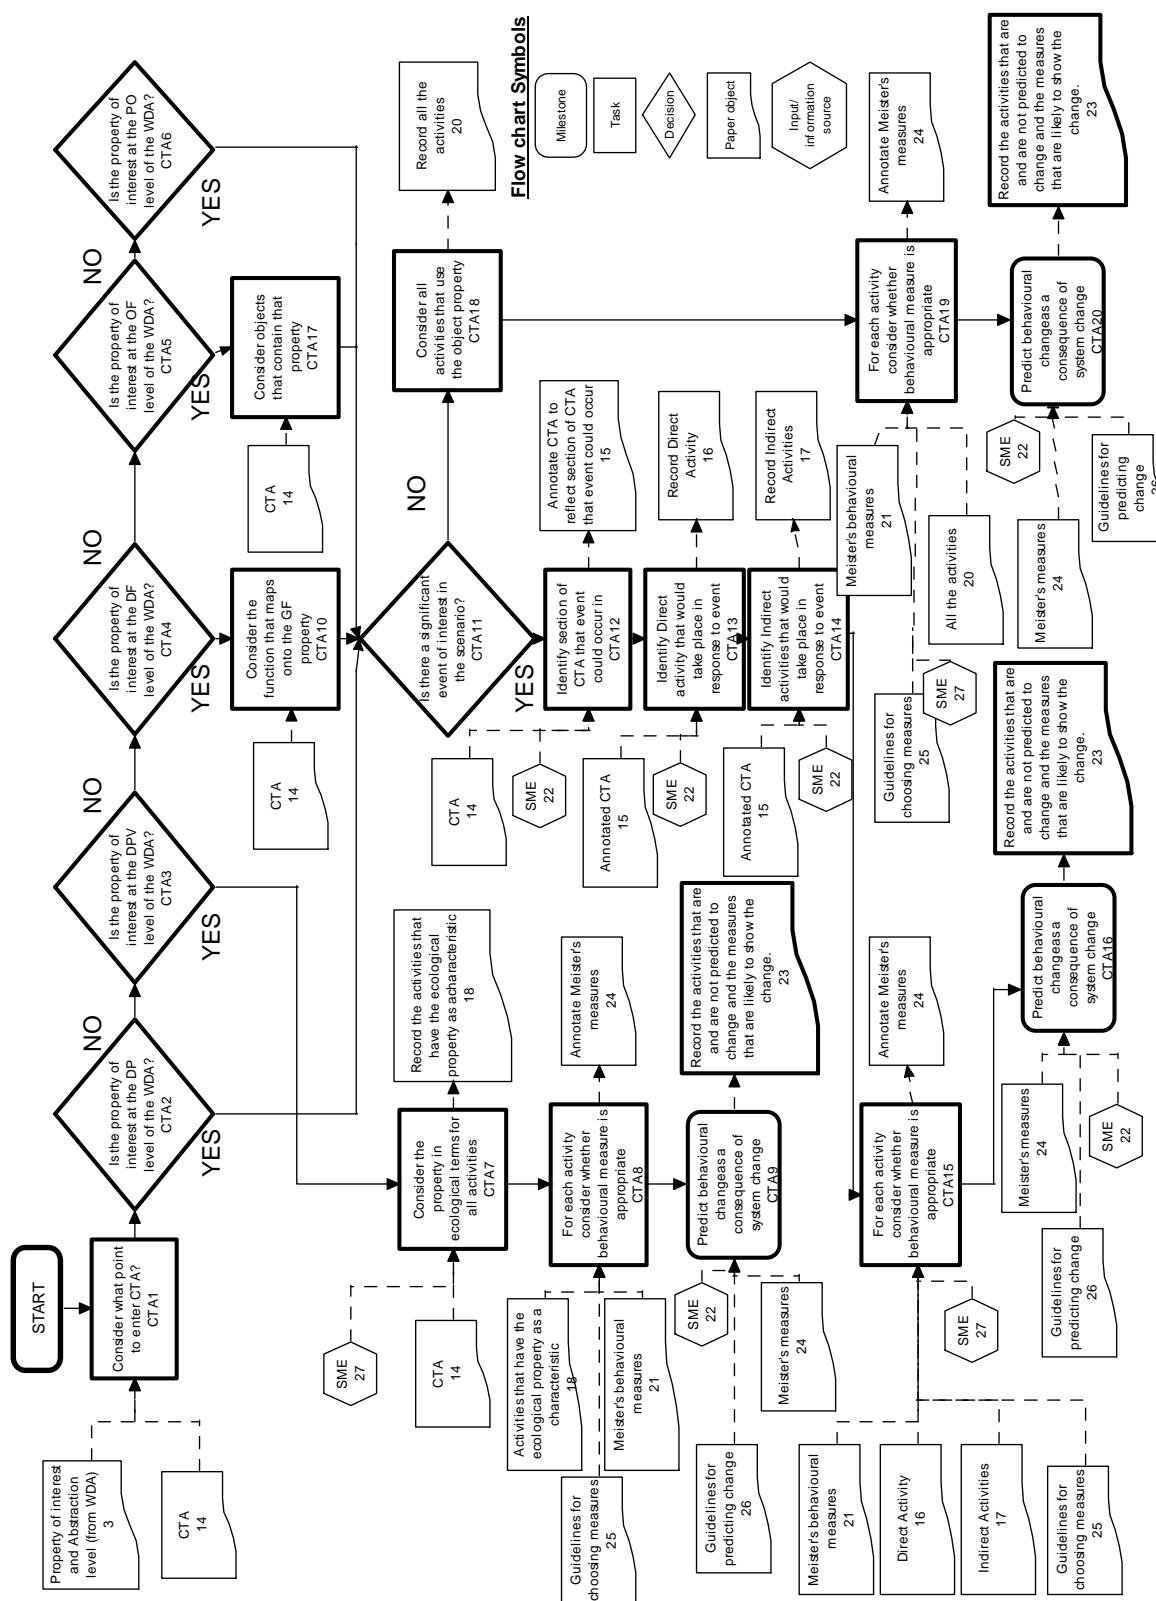 START
Consider what point
to enter CTA?
CTA1
Property of interest
and Abstraction
level (from WDA)
3
CTA
14
Is the property of
interest at the DP
level of the WDA?
CTA2
NO
YES
Is the property of
interest at the DPV
level of the WDA?
CTA3
NO
YES
Is the property of
interest at the DF
level of the WDA?
CTA4
NO
YES
Is the property of
interest at the OF
level of the WDA?
CTA5
NO
YES
Is the property of
interest at the PO
level of the WDA?
CTA6
YES
CTA
14
Consider the
function that maps
onto the GF
property
CTA10
CTA
14
Consider objects
that contain that
property
CTA17
SME
27
CTA
14
Consider the
property in
ecological terms for
all activities
CTA7
Record the activities that
have the ecological
property as acharacteristic
18
Is there a significant
event of interest in
the scenario?
CTA11
NO
YES
Consider all
activities that use
the object property
CTA18
Record all the
activities
20
Flow chart Symbols
Milestone
Task
Decision
Paper object
Input/
information
source
Activities that have the
ecological property as a
characteristic
18
Meister's behavioural
measures
21
Guidelines for
choosing measures
25
For each activity
consider whether
behavioural measure is
appropriate
CTA8
Annotate Meister's
measures
24
CTA
14
SME
22
Identify section of
CTA that event
could occur in
CTA12
Annotate CTA to
reflect section of CTA
that event could occur
15
Annotated CTA
15
SME
22
Identify Direct
activity that would
take place in
response to event
CTA13
Record Direct
Activity
16
Annotated CTA
15
SME
22
Identify Indirect
activities that would
take place in
response to event
CTA14
Record Indirect
Activities
17
Guidelines for
predicting change
26
SME
22
Meister's measures
24
Predict behavioural
changeas a
consequence of
system change
CTA9
Record the activities that are
and are not predicted to
change and the measures
that are likely to show the
change.
23
Meister's behavioural
measures
21
Direct Activity
16
Indirect Activities
17
Guidelines for
choosing measures
25
SME
27
For each activity
consider whether
behavioural measure is
appropriate
CTA15
Annotate Meister's
measures
24
Meister's measures
24
Guidelines for
predicting change
26
SME
22
Predict behavioural
changeas a
consequence of
system change
CTA16
Record the activities that are
and are not predicted to
change and the measures
that are likely to show the
change.
23
Meister's behavioural
measures
21
Guidelines for
choosing measures
25
SME
27
All the activities
20
For each activity
consider whether
behavioural measure is
appropriate
CTA19
Annotate Meister's
measures
24
Meister's measures
24
SME
22
Guidelines for
predicting
change
26
Predict behavioural
changeas a
consequence of
system change
CTA20
Record the activities that are
and are not predicted to
change and the measures
that are likely to show the
change.
23